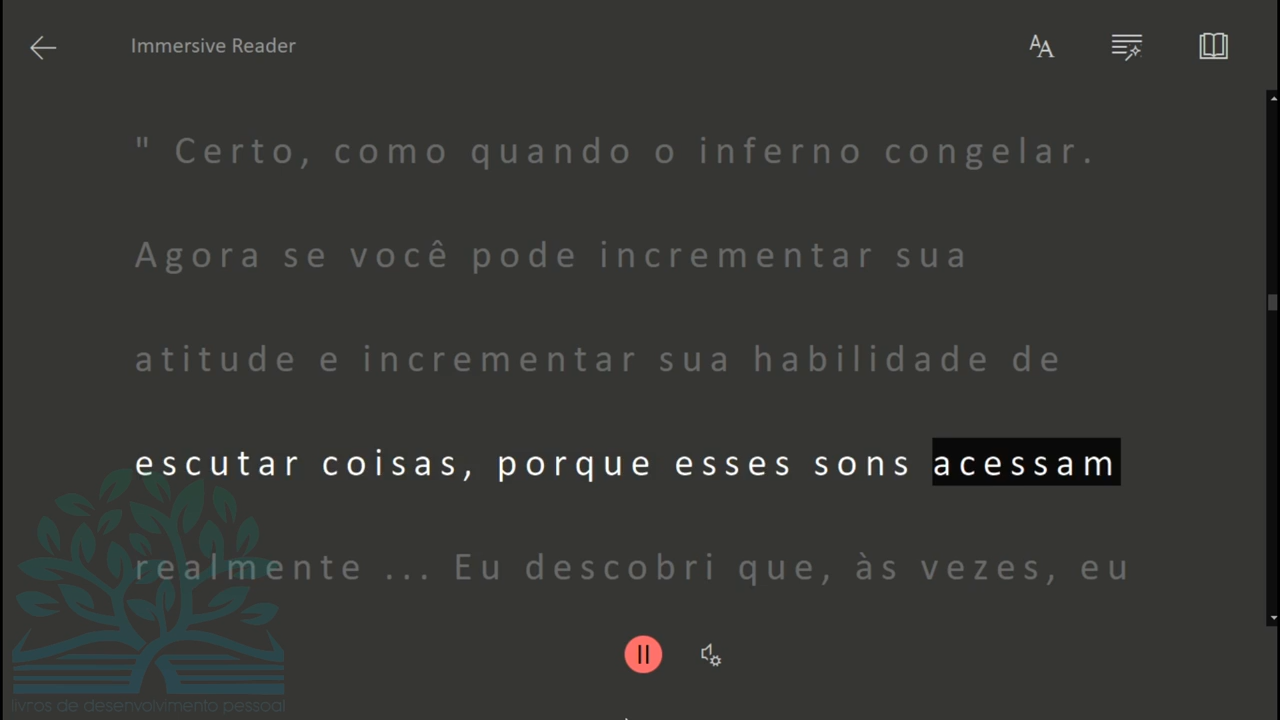 Immersive Reader
" Certo, como quando o inferno congelar.
Agora se você pode incrementar sua
atitude e incrementar sua habilidade de
escutar coisas, porque esses sons acessam
realmente ... Eu descobri que, às vezes, eu
livros de desenvolvimento pessoal